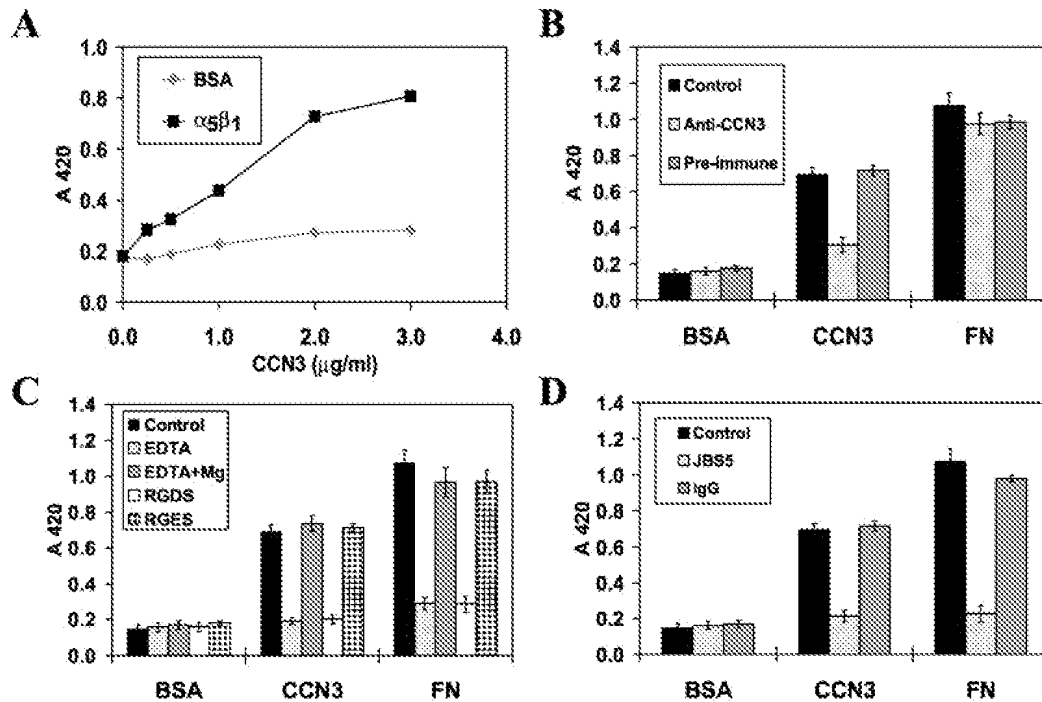 A
A 420
1.0
0.8
0.6
0.4
0.2
0.0
BSA
α5β1
0.0 1.0 2.0 3.0 4.0
CCN3 (μg/ml)
B
A 420
1.4
1.2
1.0
0.8
0.6
0.4
0.2
0.0
Control
Anti-CCN3
Pre-immune
BSA CCN3 FN
C
A 420
1.4
1.2
1.0
0.8
0.6
0.4
0.2
0.0
Control
EDTA
EDTA+Mg
RGDS
RGES
BSA CCN3 FN
D
A 420
1.4
1.2
1.0
0.8
0.6
0.4
0.2
0.0
Control
JBS5
IgG
BSA CCN3 FN